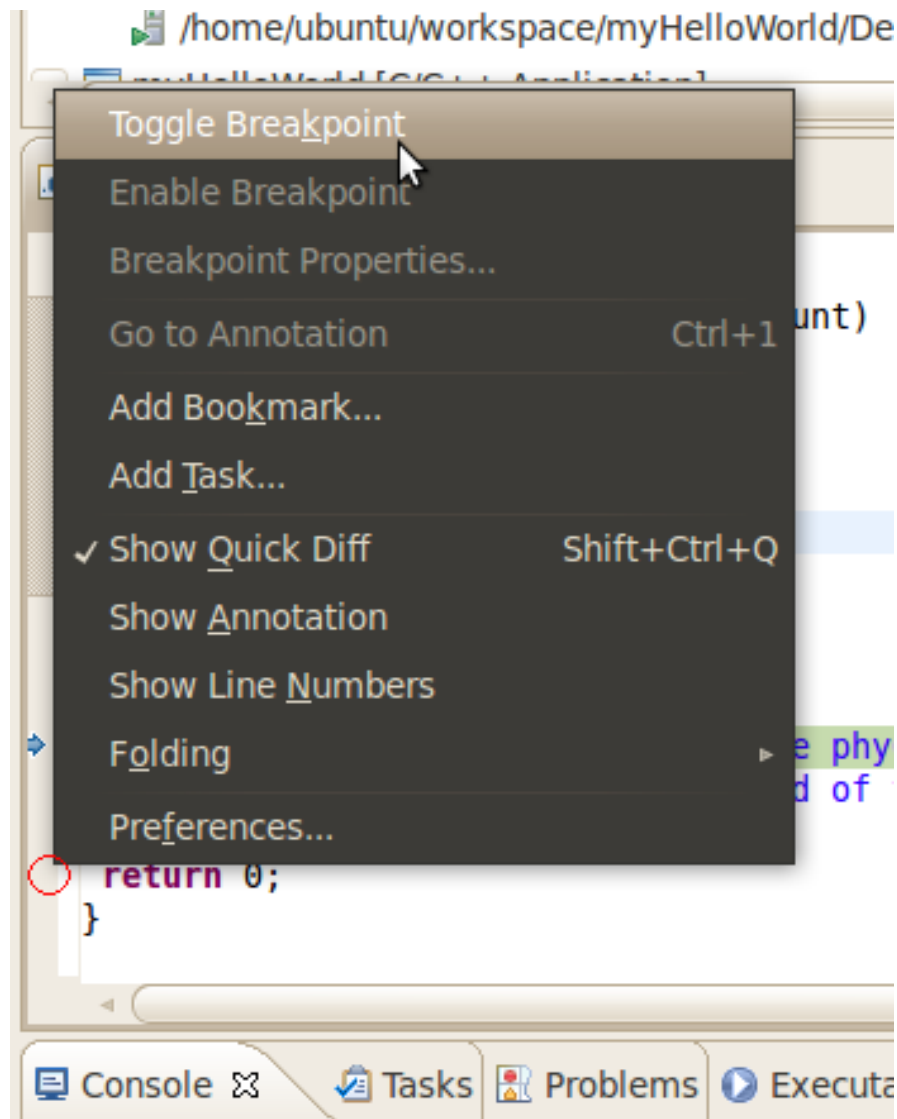 /home/ubuntu/workspace/myHelloWorld/De
myHelloWorld [C/C++ Application]
Toggle Breakpoint
Enable Breakpoint
Breakpoint Properties...
Go to Annotation Ctrl+1
unt)
Add Bookmark...
Add Task...
✓ Show Quick Diff Shift+Ctrl+Q
Show Annotation
Show Line Numbers
Folding
e phy
d of
Preferences...
return 0;
}
Console Tasks Problems Executa